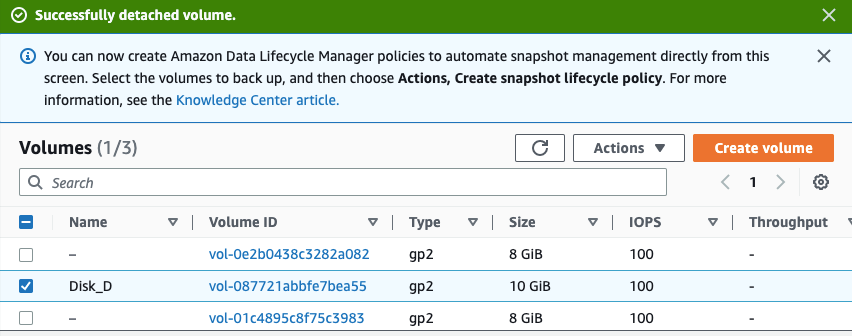 Successfully detached volume.
You can now create Amazon Data Lifecycle Manager policies to automate snapshot management directly from this
screen. Select the volumes to back up, and then choose Actions, Create snapshot lifecycle policy. For more
information, see the Knowledge Center article.
Volumes (1/3)
Actions
Create volume
Search
1
Name Volume ID Type Size IOPS Throughput
– vol-0e2b0438c3282a082 gp2 8 GiB 100 -
Disk_D vol-087721abbfe7bea55 gp2 10 GiB 100 -
– vol-01c4895c8f75c3983 gp2 8 GiB 100 -